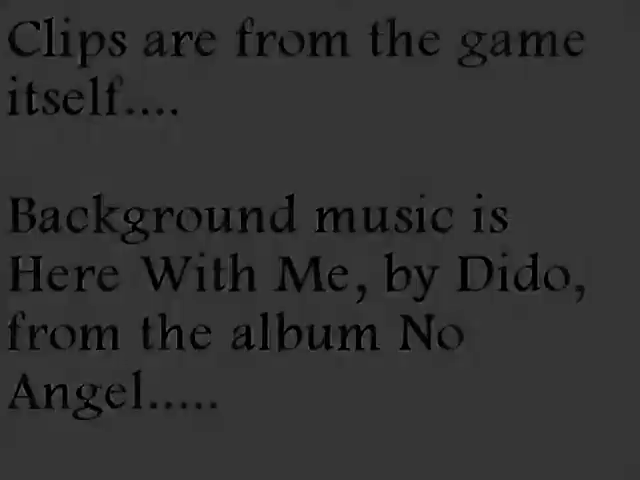 Clips are from the game
itself....
Background music is
Here With Me, by Dido,
from the album No
Angel.....